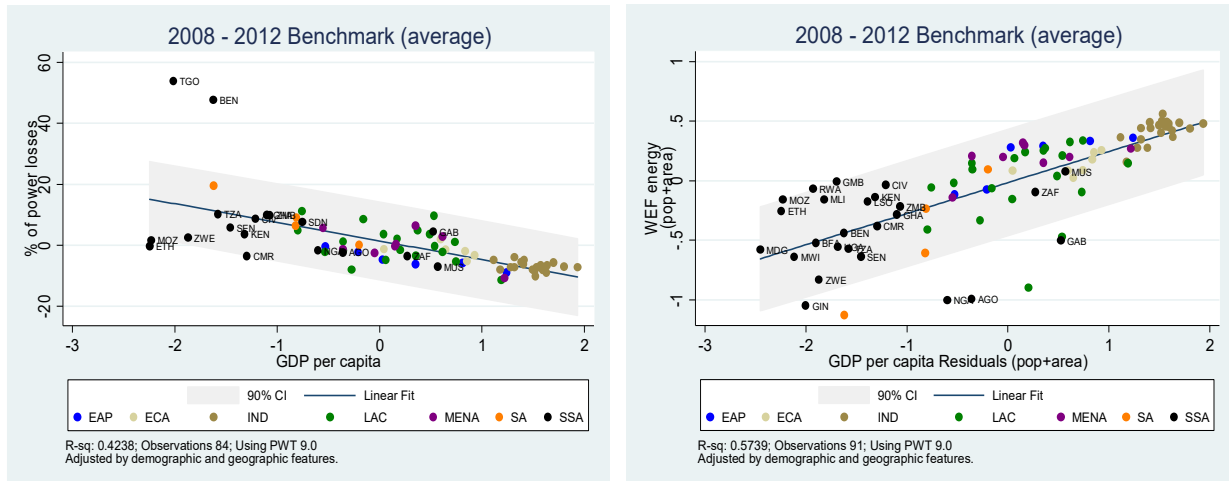 2008 - 2012 Benchmark (average)
% of power losses
60
40
20
0
-20
TGO
BEN
TZA
SEN
KEN
MOZ
ETH
ZWE
CMR
SDN
NGA
AGO
GAB
ZAF
MUS
-3
-2
-1
0
1
2
GDP per capita
90% CI
Linear Fit
EAP
ECA
IND
LAC
MENA
SA
SSA
R-sq: 0.4238; Observations 84; Using PWT 9.0
Adjusted by demographic and geographic features.
2008 - 2012 Benchmark (average)
WEF energy
(pop+area)
1
.5
0
-.5
-1
GMB
RWA
MOZ
MLI
ETH
CIV
KEN
LSO
ZMB
GHA
CMR
BEN
BFA
TZA
SEN
MDG
MWI
ZWE
GIN
NGA
AGO
MUS
ZAF
GAB
-3
-2
-1
0
1
2
GDP per capita Residuals (pop+area)
90% CI
Linear Fit
EAP
ECA
IND
LAC
MENA
SA
SSA
R-sq: 0.5739; Observations 91; Using PWT 9.0
Adjusted by demographic and geographic features.